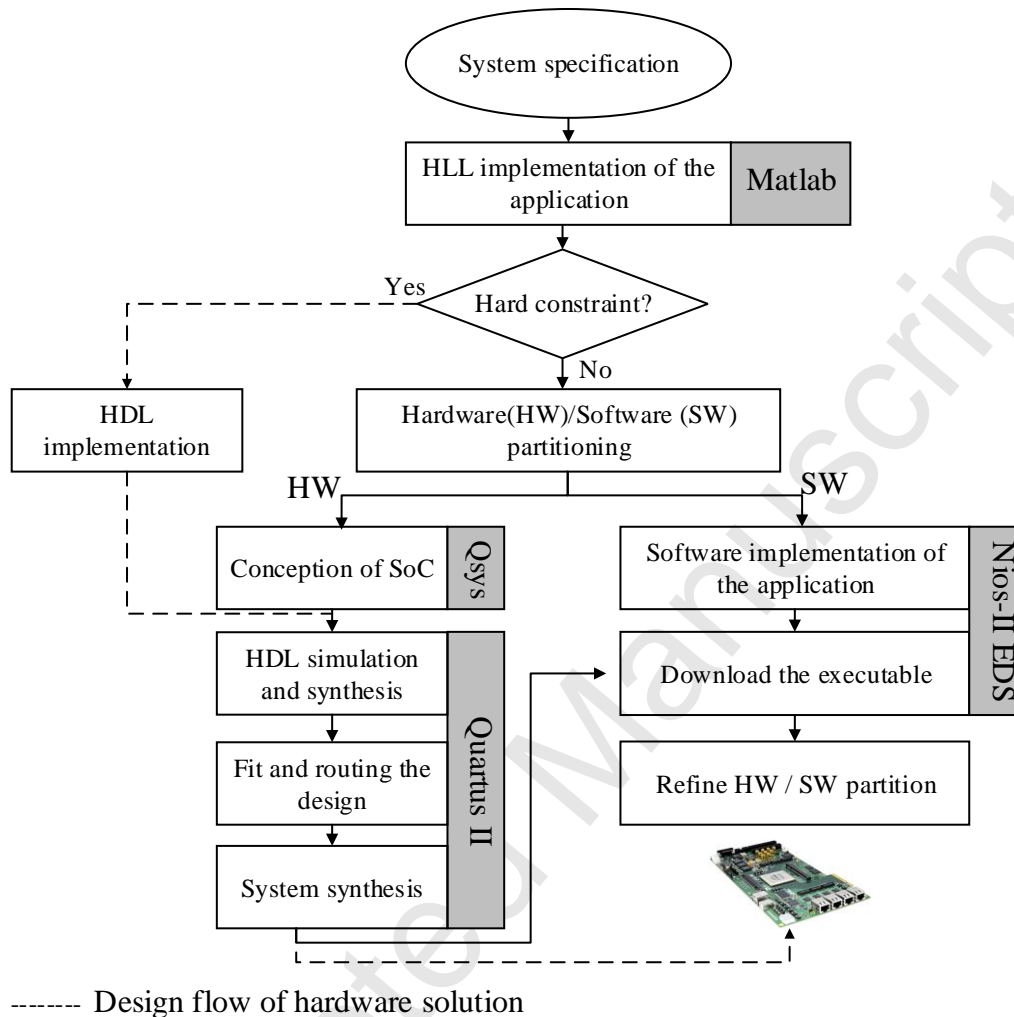 System specification
HLL implementation of the
application
Matlab
Yes
Hard constraint?
No
HDL
implementation
Hardware(HW)/Software (SW)
partitioning
HW
SW
Conception of SoC
Qsys
Software implementation of
the application
Nios-II EDS
HDL simulation
and synthesis
Download the executable
Quartus II
Fit and routing the
design
Refine HW / SW partition
System synthesis
-------- Design flow of hardware solution
ted Manuscript